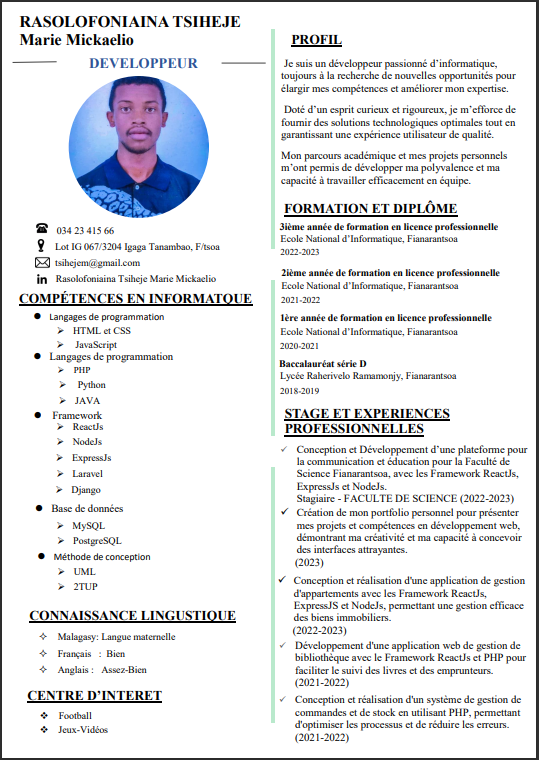 RASOLOFONIAINA TSIHEJE
Marie Mickaelio
DEVELOPPEUR
034 23 415 66
Lot IG 067/3204 Igaga Tanambao, F/tsoa
tsihejem@gmail.com
in Rasolofoniaina Tsiheje Marie Mickaelio
COMPÉTENCES EN INFORMATQUE
Langages de programmation
HTML et CSS
JavaScript
Langages de programmation
PHP
Python
JAVA
Framework
ReactJs
NodeJs
ExpressJs
Laravel
Django
Base de données
MySQL
PostgreSQL
Méthode de conception
UML
2TUP
CONNAISSANCE LINGUSTIQUE
Malagasy: Langue maternelle
Français : Bien
Anglais : Assez-Bien
CENTRE D’INTERET
Football
Jeux-Vidéos
PROFIL
Je suis un développeur passionné d’informatique,
toujours à la recherche de nouvelles opportunités pour
élargir mes compétences et améliorer mon expertise.
Doté d’un esprit curieux et rigoureux, je m’efforce de
fournir des solutions technologiques optimales tout en
garantissant une expérience utilisateur de qualité.
Mon parcours académique et mes projets personnels
m’ont permis de développer ma polyvalence et ma
capacité à travailler efficacement en équipe.
FORMATION ET DIPLÔME
3ième année de formation en licence professionnelle
Ecole National d’Informatique, Fianarantsoa
2022-2023
2ième année de formation en licence professionnelle
Ecole National d’Informatique, Fianarantsoa
2021-2022
1ère année de formation en licence professionnelle
Ecole National d’Informatique, Fianarantsoa
2020-2021
Baccalauréat série D
Lycée Raherivelo Ramamonjy, Fianarantsoa
2018-2019
STAGE ET EXPERIENCES
PROFESSIONNELLES
Conception et Développement d’une plateforme pour
la communication et éducation pour la Faculté de
Science Fianarantsoa, avec les Framework ReactJs,
ExpressJs et NodeJs.
Stagiaire - FACULTE DE SCIENCE (2022-2023)
Création de mon portfolio personnel pour présenter
mes projets et compétences en développement web,
démontrant ma créativité et ma capacité à concevoir
des interfaces attrayantes.
(2023)
Conception et réalisation d'une application de gestion
d'appartements avec les Framework ReactJs,
ExpressJS et NodeJs, permettant une gestion efficace
des biens immobiliers.
(2022-2023)
Développement d'une application web de gestion de
bibliothèque avec le Framework ReactJs et PHP pour
faciliter le suivi des livres et des emprunteurs.
(2021-2022)
Conception et réalisation d'un système de gestion de
commandes et de stock en utilisant PHP, permettant
d'optimiser les processus et de réduire les erreurs.
(2021-2022)